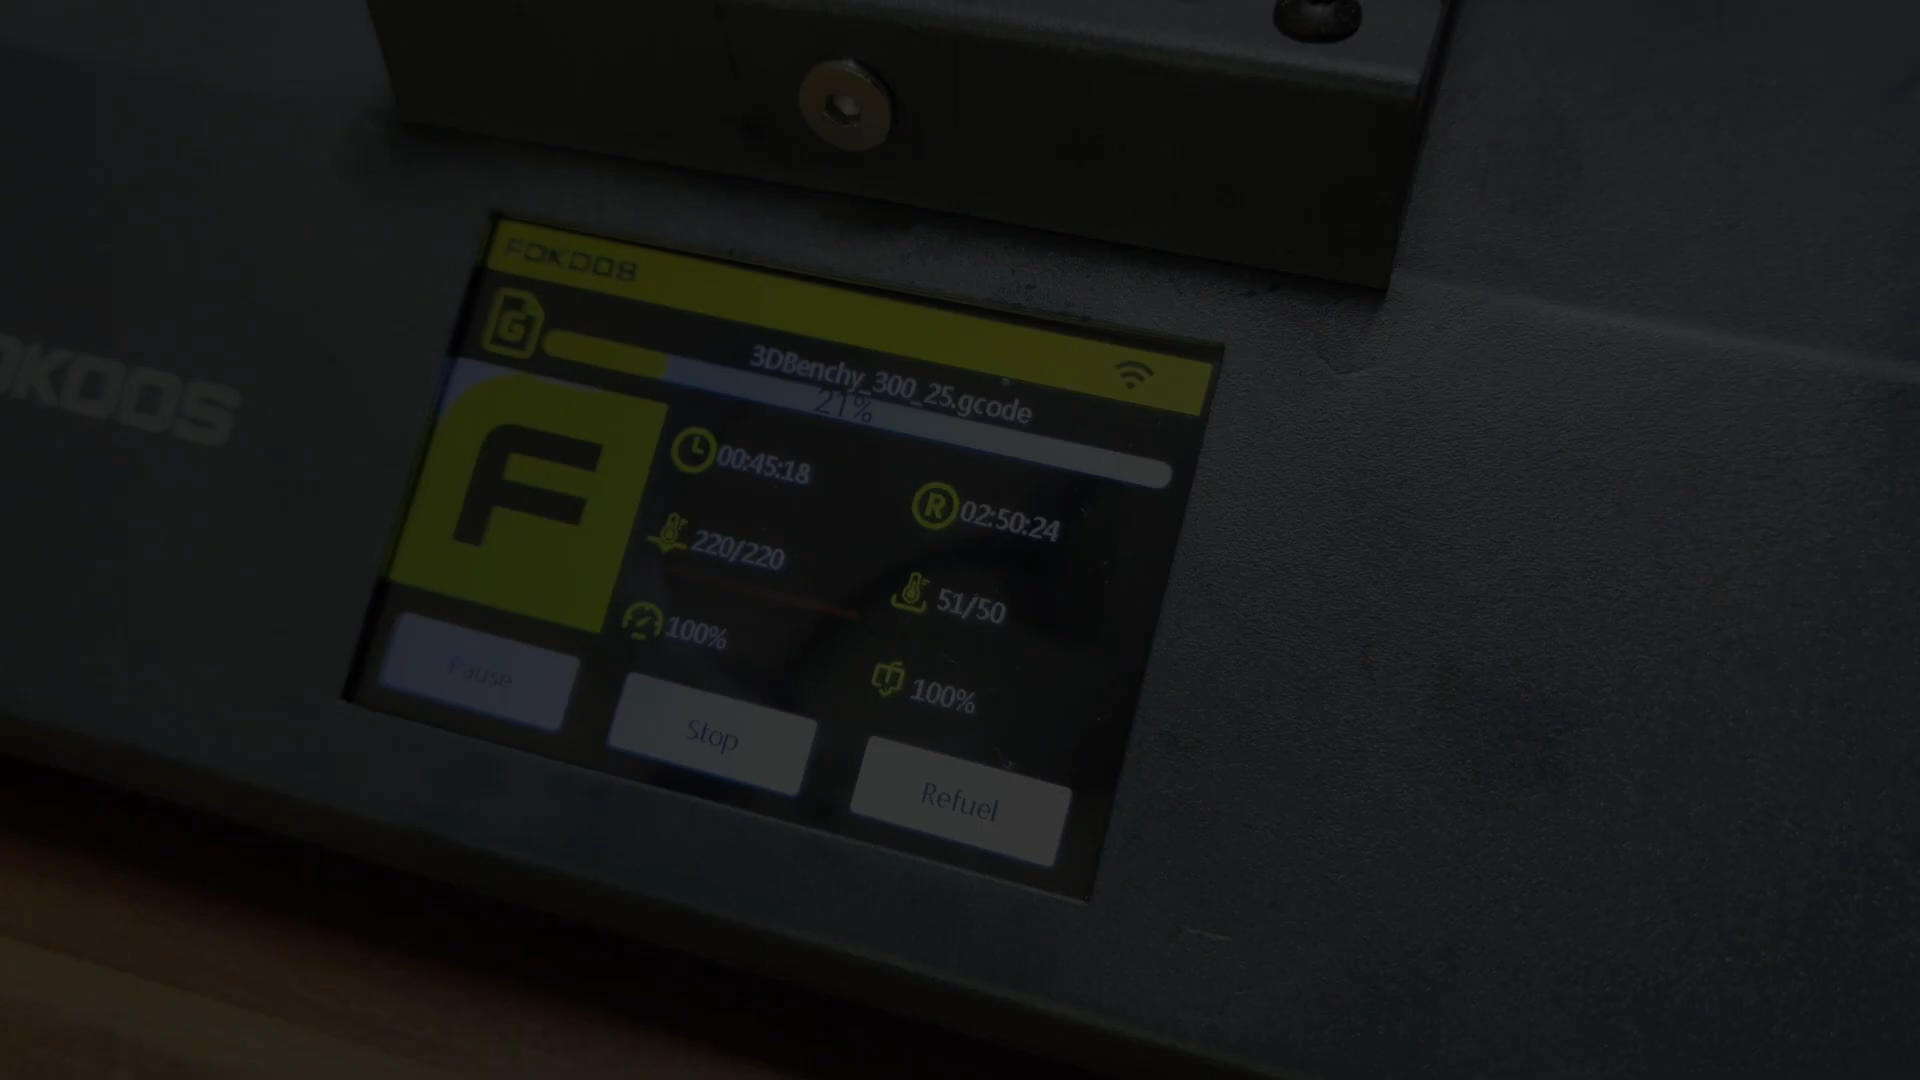 FOKOOS
3DBenchy_300_25.gcode
21%
00:45:18
02:50:24
220/220
51/50
100%
100%
Pause
Stop
Refuel
OKOOS